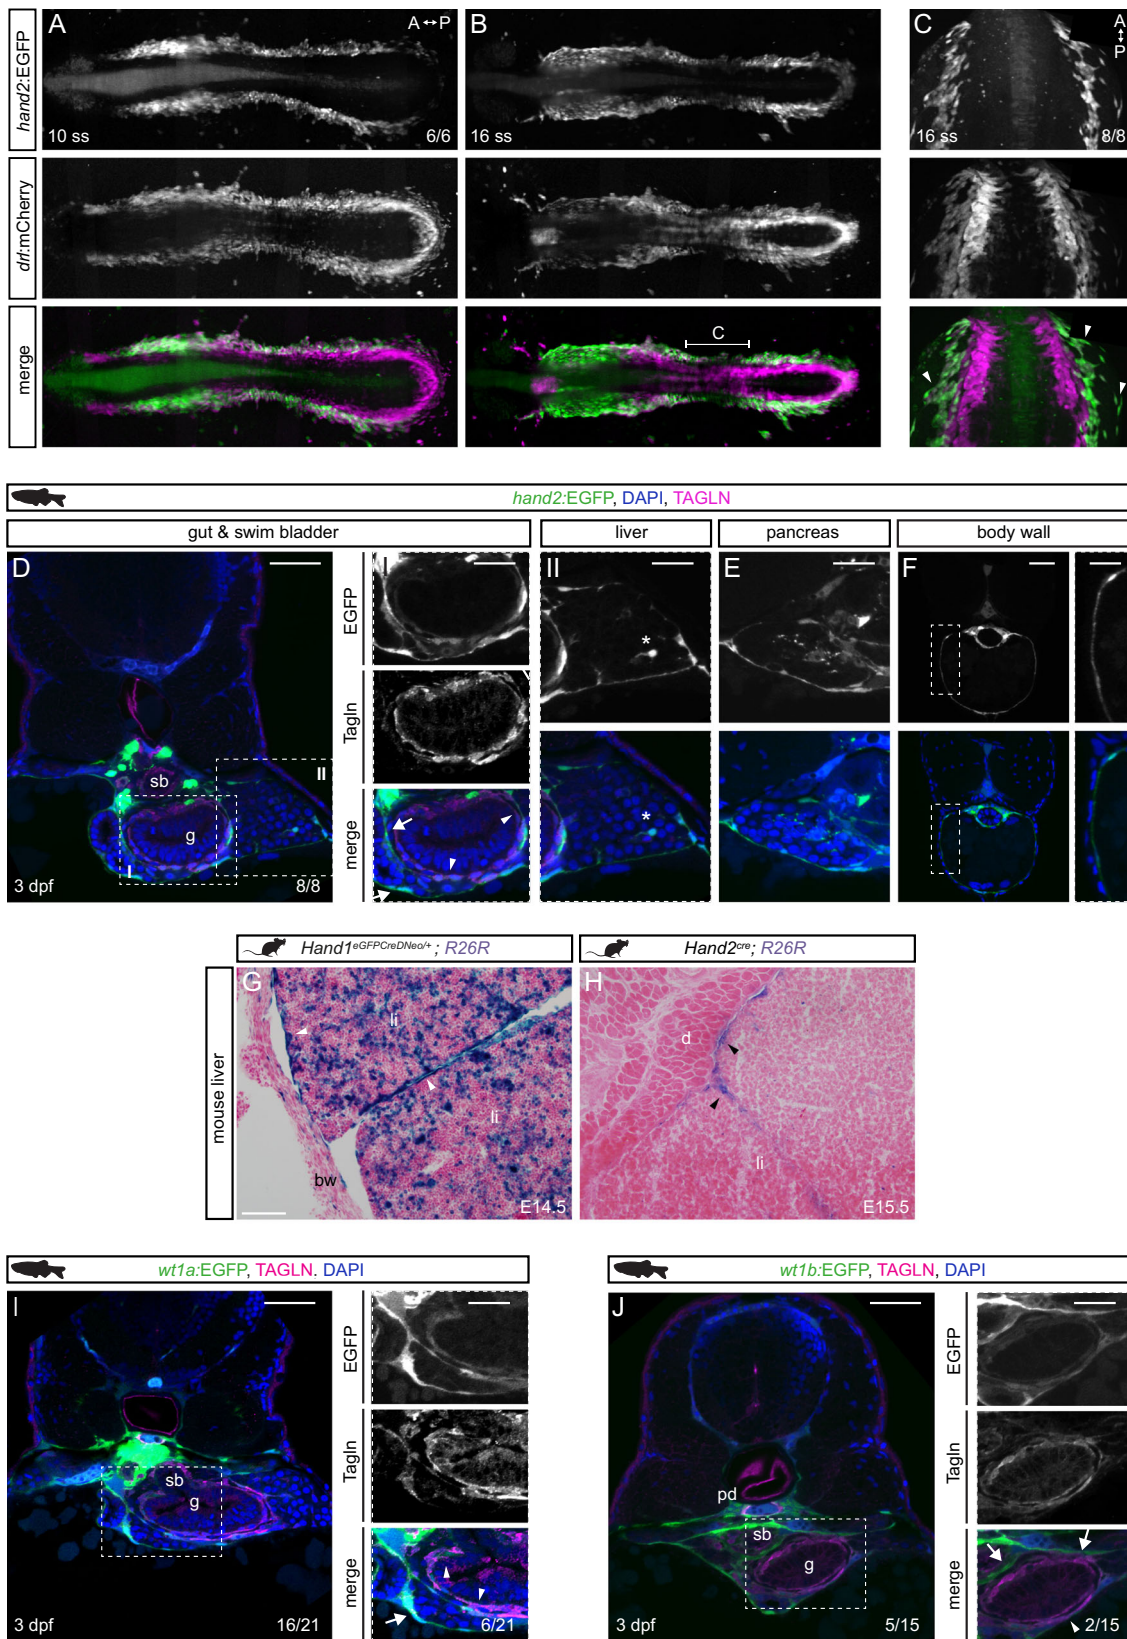 A
A ↔ P
B
C
A
↕
P
hand2:EGFP
10 ss
6/6
16 ss
16 ss
8/8
drl:mCherry
merge
C
hand2:EGFP, DAPI, TAGLN
gut & swim bladder
liver
pancreas
body wall
D
I
II
E
F
EGFP
Tagln
merge
sb
g
I
II
*
*
3 dpf
8/8
Hand1eGFPCreDNeo/+; R26R
Hand2cre; R26R
mouse liver
G
li
li
bw
E14.5
H
d
li
E15.5
wt1a:EGFP, TAGLN. DAPI
wt1b:EGFP, TAGLN, DAPI
I
sb
g
3 dpf
16/21
EGFP
Tagln
merge
6/21
J
pd
sb
g
3 dpf
5/15
EGFP
Tagln
merge
2/15